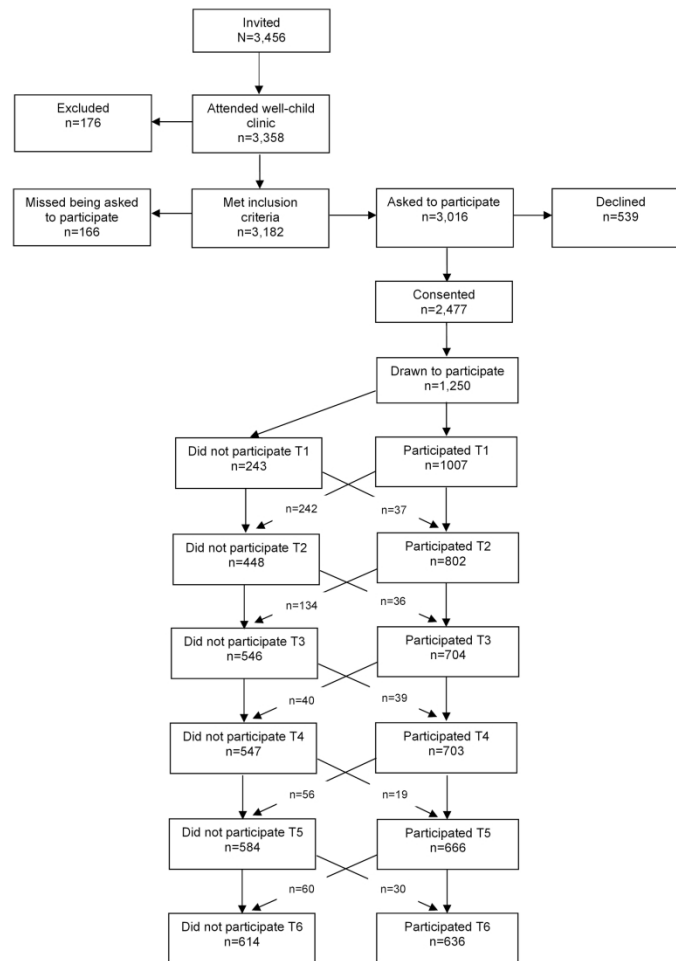 Invited
N=3,456
Excluded
n=176
Attended well-child
clinic
n=3,358
Missed being asked
to participate
n=166
Met inclusion
criteria
n=3,182
Asked to participate
n=3,016
Declined
n=539
Consented
n=2,477
Drawn to participate
n=1,250
Did not participate T1
n=243
Participated T1
n=1007
n=242
n=37
Did not participate T2
n=448
Participated T2
n=802
n=134
n=36
Did not participate T3
n=546
Participated T3
n=704
n=40
n=39
Did not participate T4
n=547
Participated T4
n=703
n=56
n=19
Did not participate T5
n=584
Participated T5
n=666
n=60
n=30
Did not participate T6
n=614
Participated T6
n=636